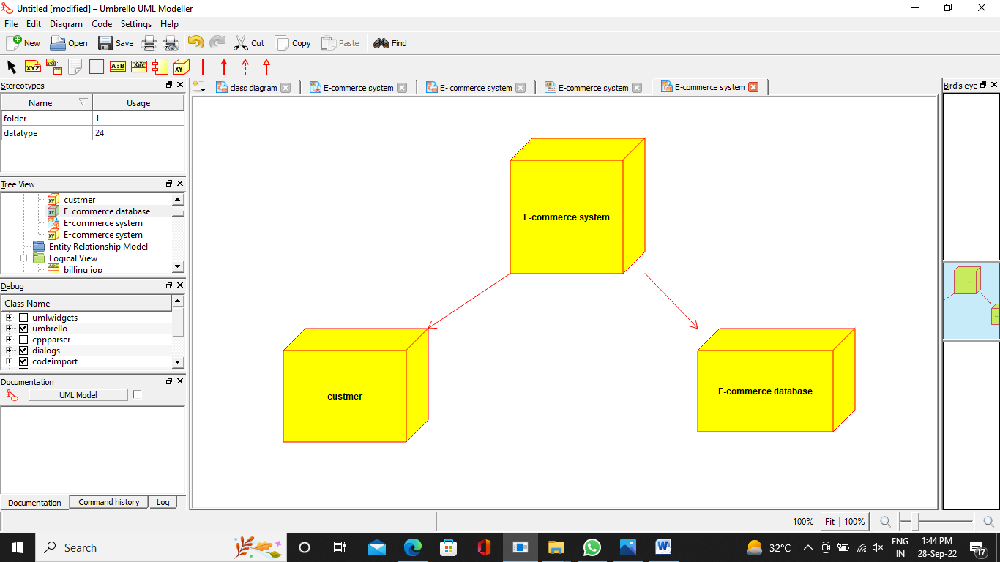 Untitled [modified] – Umbrello UML Modeller
File Edit Diagram Code Settings Help
New Open Save Cut Copy Paste Find
XYZ XYZ A:B ABC XY
Stereotypes
Name Usage
folder 1
datatype 24
Tree View
custmer
E-commerce database
E-commerce system
E-commerce system
Entity Relationship Model
Logical View
billing iop
Debug
Class Name
umlwidgets
umbrello
cppparser
dialogs
codeimport
Documentation
UML Model
Documentation Command history Log
class diagram E-commerce system E- commerce system E-commerce system E-commerce system
E-commerce system
custmer
E-commerce database
Bird's eye
100% Fit 100%
Search
32°C
ENG
IN
1:44 PM
28-Sep-22
17